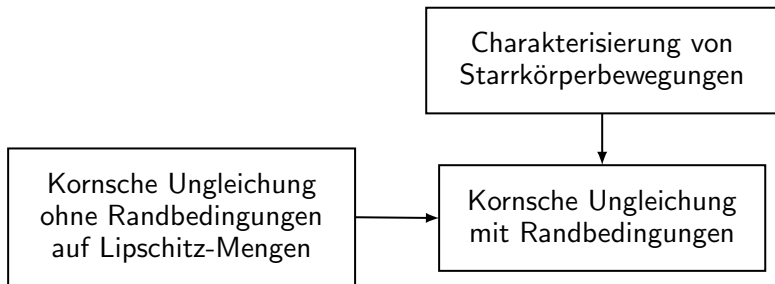 Charakterisierung von
Starrkörperbewegungen
Kornsche Ungleichung
ohne Randbedingungen
auf Lipschitz-Mengen
Kornsche Ungleichung
mit Randbedingungen